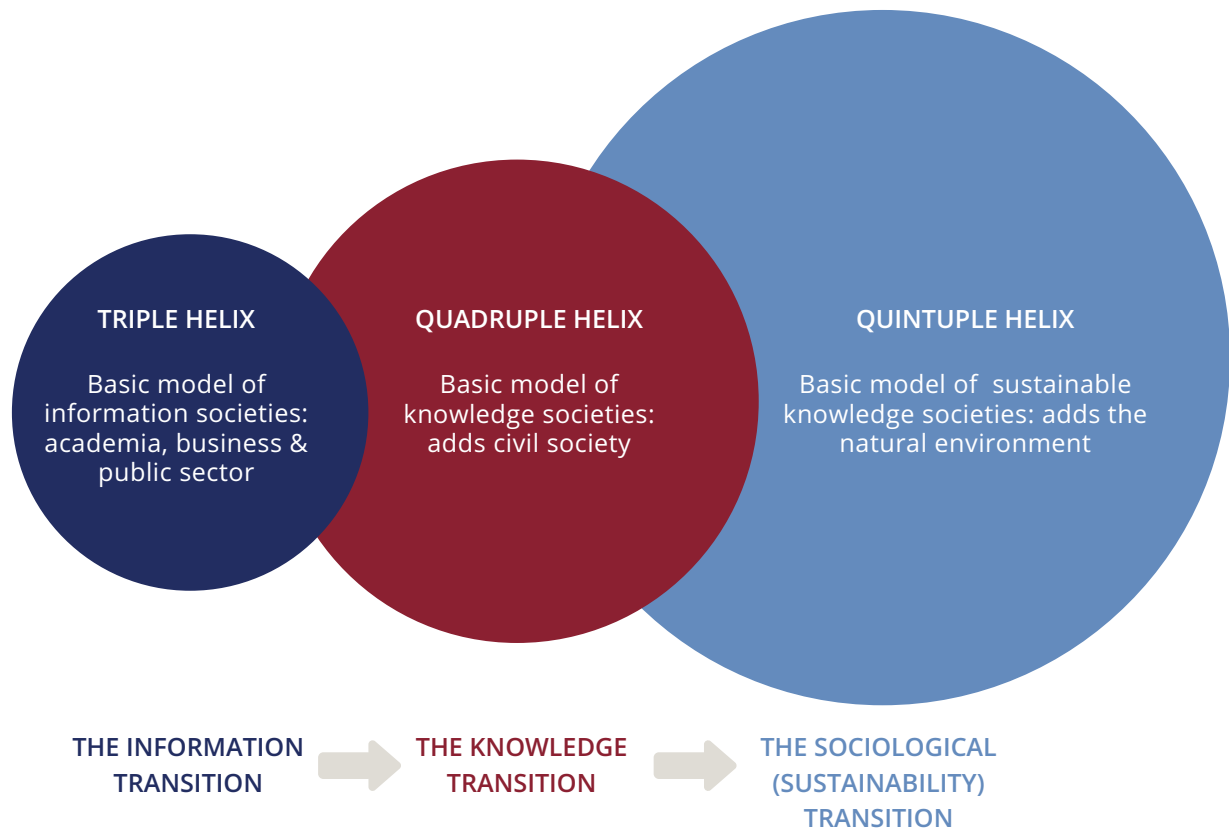 TRIPLE HELIX
Basic model of
information societies:
academia, business &
public sector
QUADRUPLE HELIX
Basic model of
knowledge societies:
adds civil society
QUINTUPLE HELIX
Basic model of  sustainable
knowledge societies: adds the
natural environment
THE INFORMATION
TRANSITION
THE KNOWLEDGE
TRANSITION
THE SOCIOLOGICAL
(SUSTAINABILITY)
TRANSITION